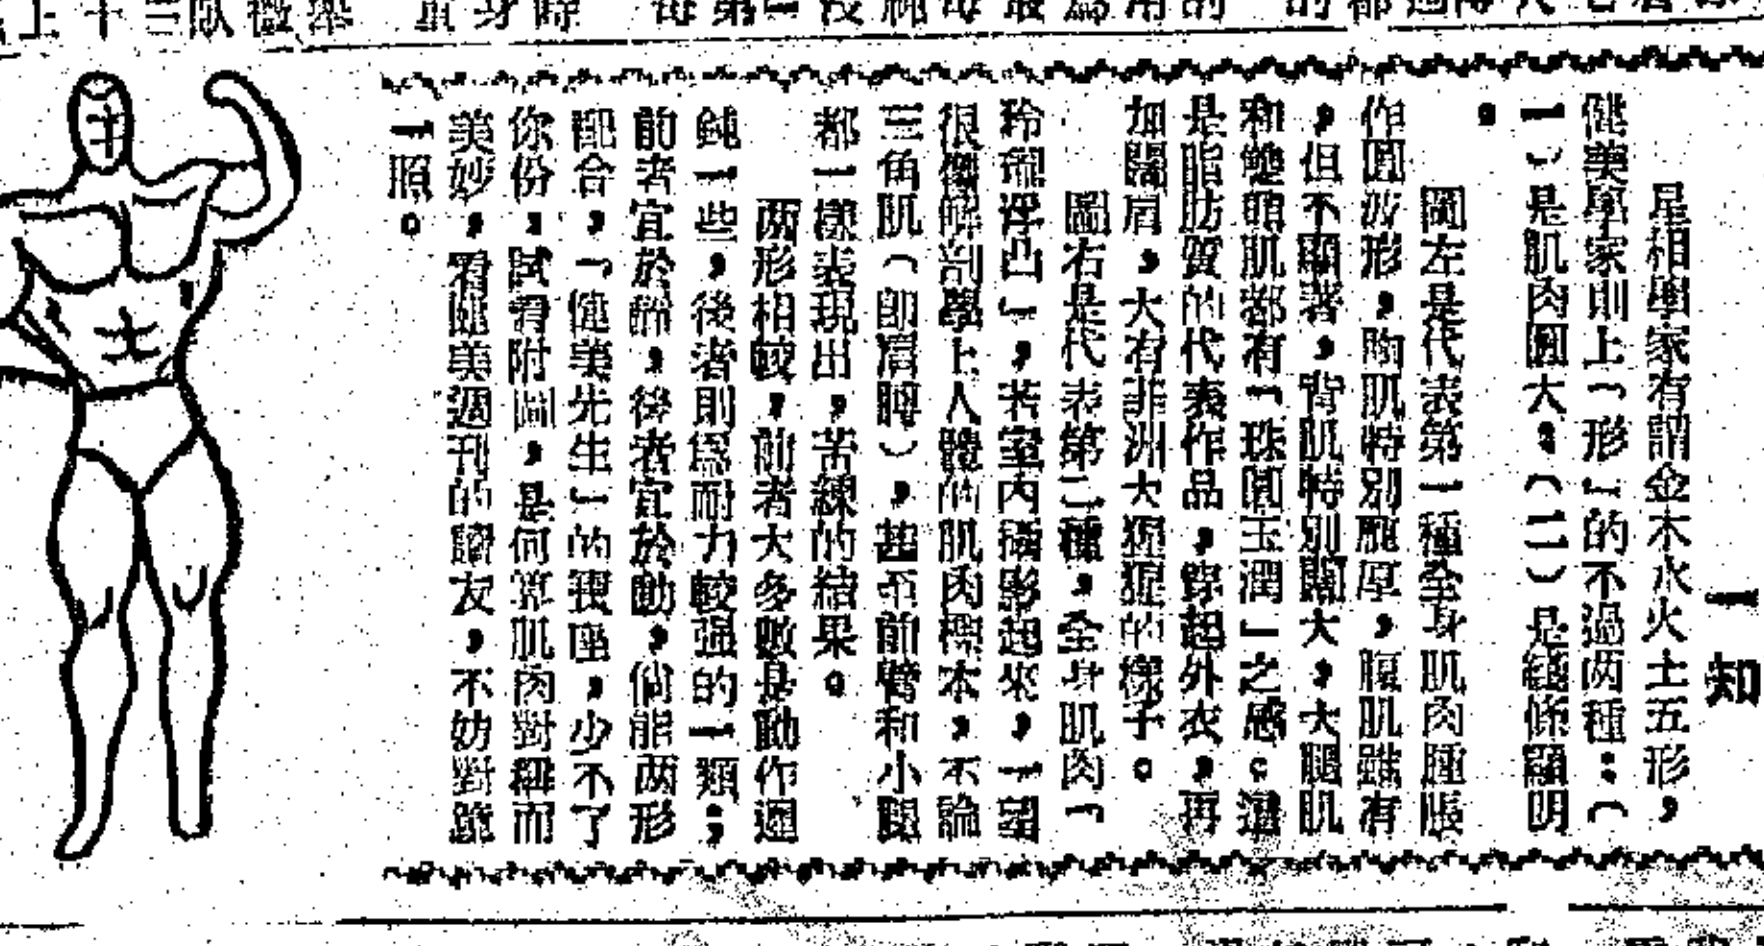 一知
星相學家有謂金木水火土五形，
健美學家則上「形」的不過兩種：（
一）是肌肉圓大。（二）是綫條顯明
。
圖左是代表第一種全身肌肉腫脹
作圓波形，胸肌特別厚，腹肌雖有
，但不顯著，背肌特別闊大，大腿肌
和雙頭肌都有「珠圓玉潤」之感。這
是脂肪質的代表作品，穿起外衣，再
加闊肩，大有非洲大猩猩的樣子。
圖右是代表第二種，全身肌肉「
玲瓏浮凸」，若室內攝影起來，一望
很像解剖學上人體的肌肉標本，不論
三角肌（即肩膊），甚至前臂和小腿
都一樣表現出，苦練的結果。
两形相較，前者大多數是動作遲
鈍一些，後者則爲耐力較强的一類；
前者宜於靜，後者宜於動，倘能两形
配合，「健美先生」的寶座，少不了
你份，試看附圖，是何等肌肉對稱而
美妙，看健美週刊的讀友，不妨對鏡
一照。